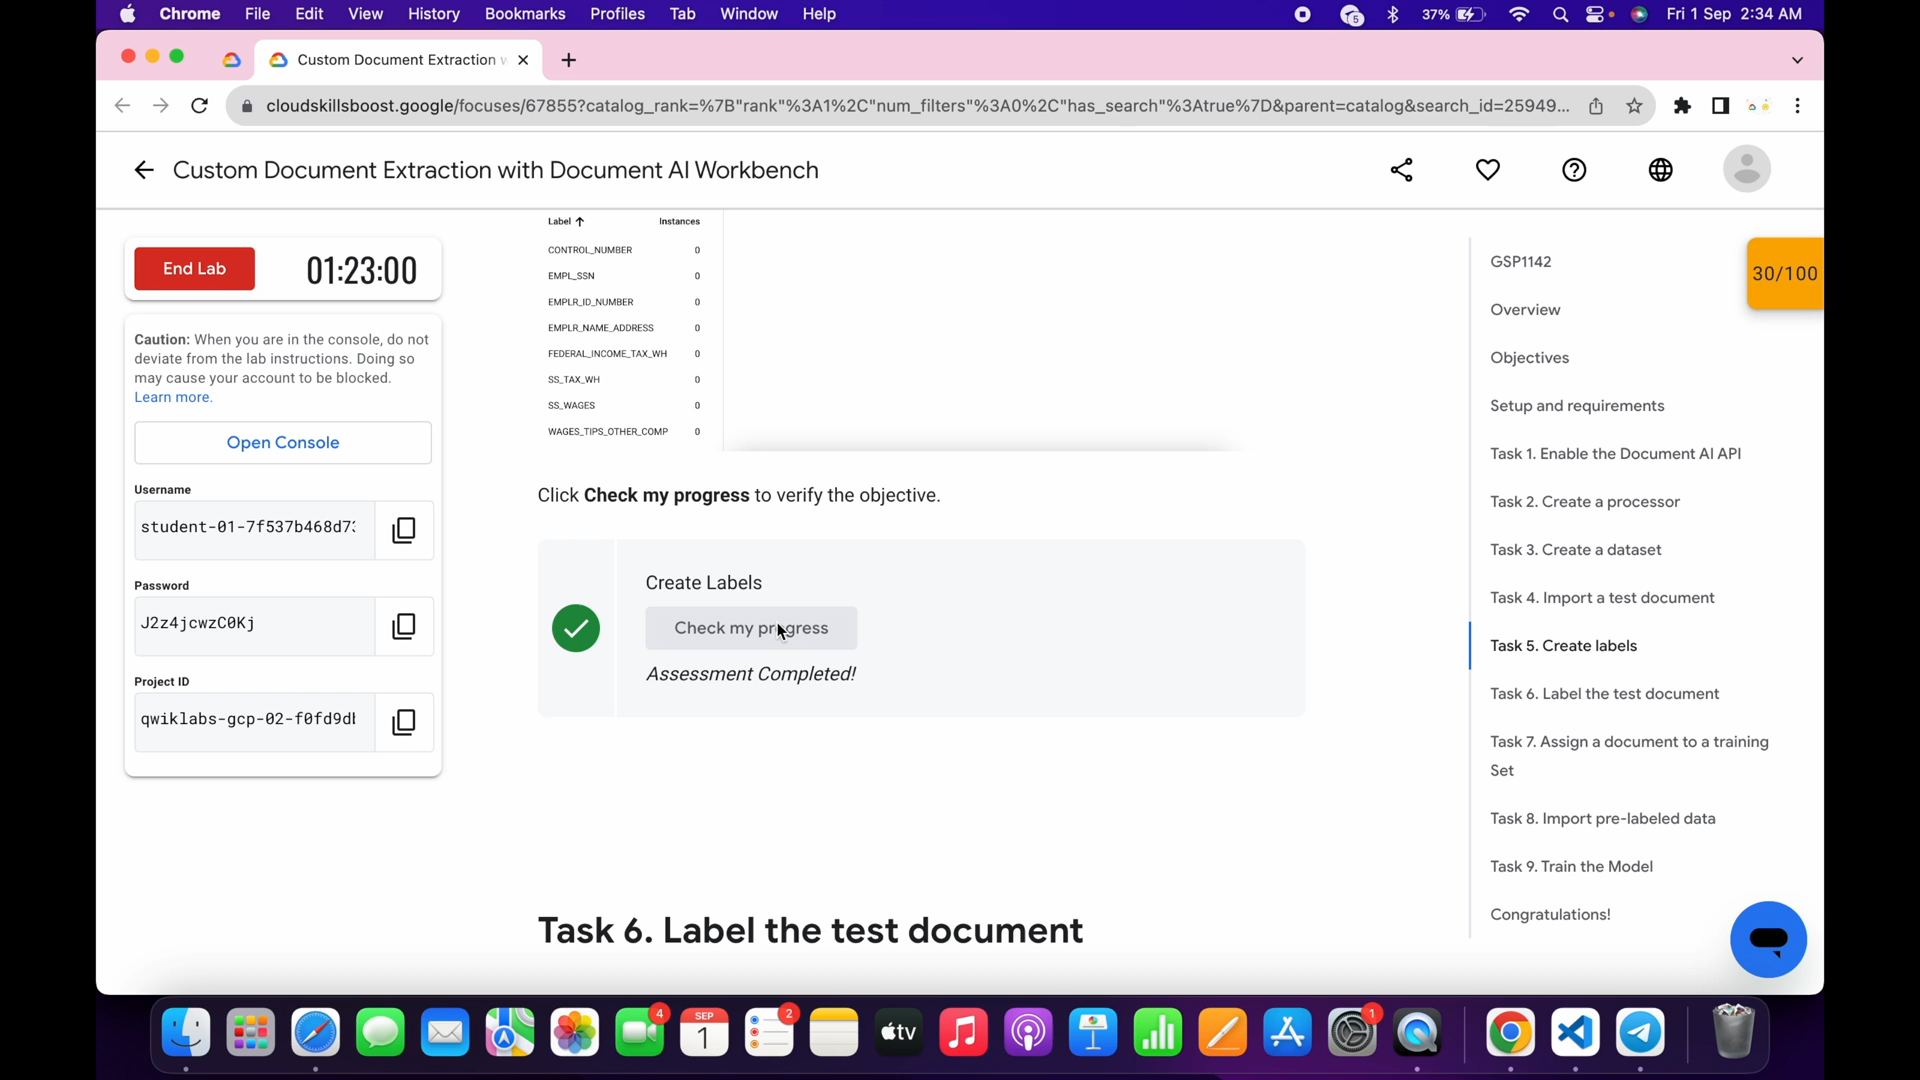 Chrome File Edit View History Bookmarks Profiles Tab Window Help
5 37% Fri 1 Sep 2:34 AM
Custom Document Extraction
cloudskillsboost.google/focuses/67855?catalog_rank=%7B"rank"%3A1%2C"num_filters"%3A0%2C"has_search"%3Atrue%7D&parent=catalog&search_id=25949...
Custom Document Extraction with Document AI Workbench
End Lab 01:23:00
Caution: When you are in the console, do not
deviate from the lab instructions. Doing so
may cause your account to be blocked.
Learn more.
Open Console
Username
student-01-7f537b468d73
Password
J2z4jcwzC0Kj
Project ID
qwiklabs-gcp-02-f0fd9db
Label ↑ Instances
CONTROL_NUMBER 0
EMPL_SSN 0
EMPLR_ID_NUMBER 0
EMPLR_NAME_ADDRESS 0
FEDERAL_INCOME_TAX_WH 0
SS_TAX_WH 0
SS_WAGES 0
WAGES_TIPS_OTHER_COMP 0
Click Check my progress to verify the objective.
Create Labels
Check my progress
Assessment Completed!
Task 6. Label the test document
30/100
GSP1142
Overview
Objectives
Setup and requirements
Task 1. Enable the Document AI API
Task 2. Create a processor
Task 3. Create a dataset
Task 4. Import a test document
Task 5. Create labels
Task 6. Label the test document
Task 7. Assign a document to a training
Set
Task 8. Import pre-labeled data
Task 9. Train the Model
Congratulations!
4
SEP
1
2
tv
1